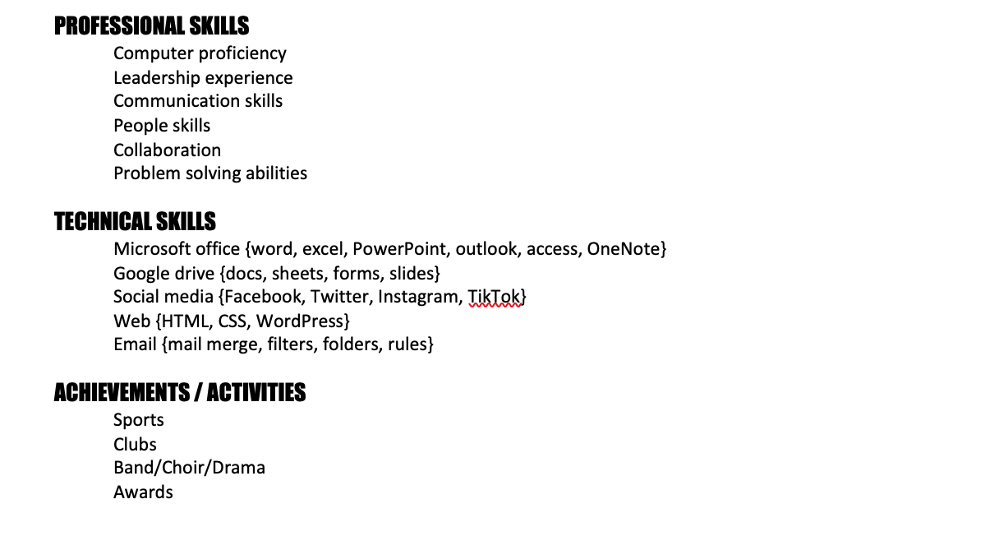 PROFESSIONAL SKILLS
Computer proficiency
Leadership experience
Communication skills
People skills
Collaboration
Problem solving abilities
TECHNICAL SKILLS
Microsoft office {word, excel, PowerPoint, outlook, access, OneNote}
Google drive {docs, sheets, forms, slides}
Social media {Facebook, Twitter, Instagram, TikTok}
Web {HTML, CSS, WordPress}
Email {mail merge, filters, folders, rules}
ACHIEVEMENTS / ACTIVITIES
Sports
Clubs
Band/Choir/Drama
Awards